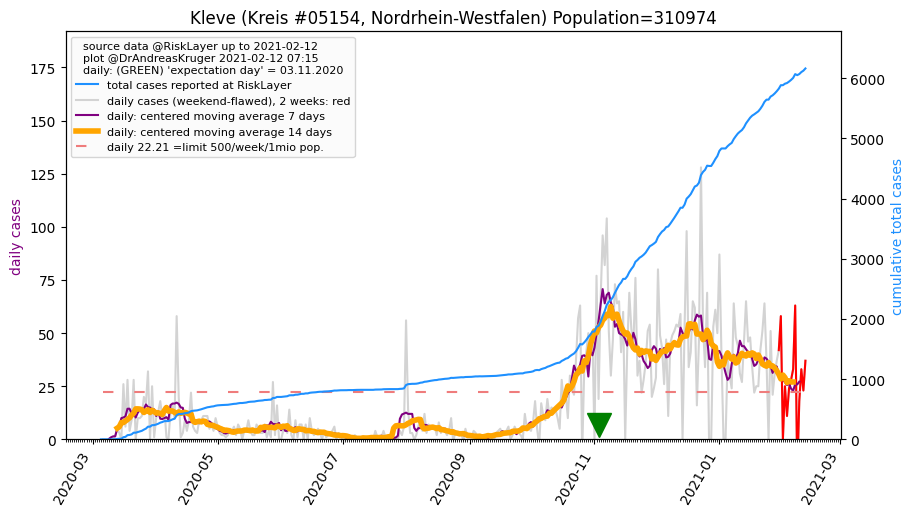 Kleve (Kreis #05154, Nordrhein-Westfalen) Population=310974
source data @RiskLayer up to 2021-02-12
plot @DrAndreasKruger 2021-02-12 07:15
daily: (GREEN) 'expectation day' = 03.11.2020
total cases reported at RiskLayer
daily cases (weekend-flawed), 2 weeks: red
daily: centered moving average 7 days
daily: centered moving average 14 days
daily 22.21 =limit 500/week/1mio pop.
daily cases
175
150
125
100
75
50
25
0
6000
5000
4000
3000
2000
1000
0
cumulative total cases
2020-03
2020-05
2020-07
2020-09
2020-11
2021-01
2021-03